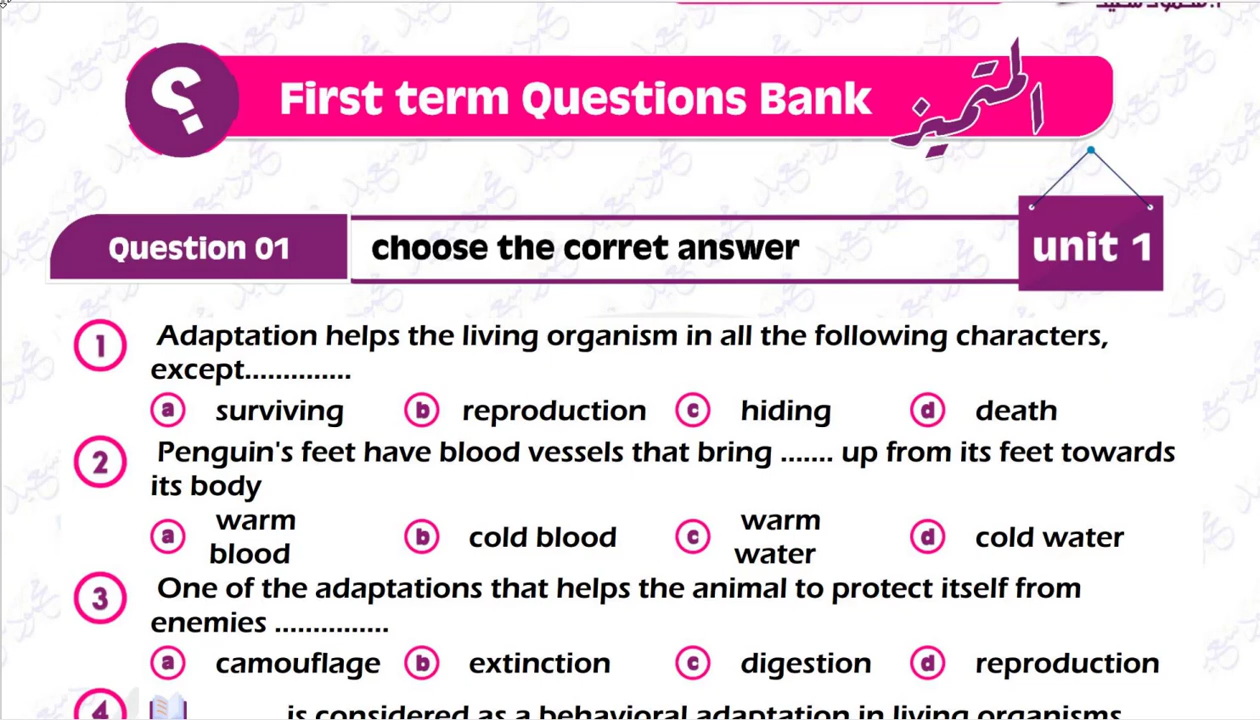 First term Questions Bank المتميز
Question 01 choose the corret answer unit 1
1 Adaptation helps the living organism in all the following characters,
except..............
a surviving b reproduction c hiding d death
2 Penguin's feet have blood vessels that bring ....... up from its feet towards
its body
a warm blood b cold blood c warm water d cold water
3 One of the adaptations that helps the animal to protect itself from
enemies ...............
a camouflage b extinction c digestion d reproduction
4 is considered as a behavioral adaptation in living organisms